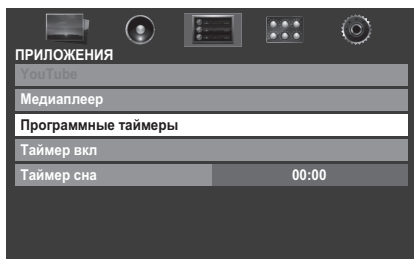 ПРИЛОЖЕНИЯ
YouTube
Медиаплеер
Программные таймеры
Таймер вкл
Таймер сна 00:00